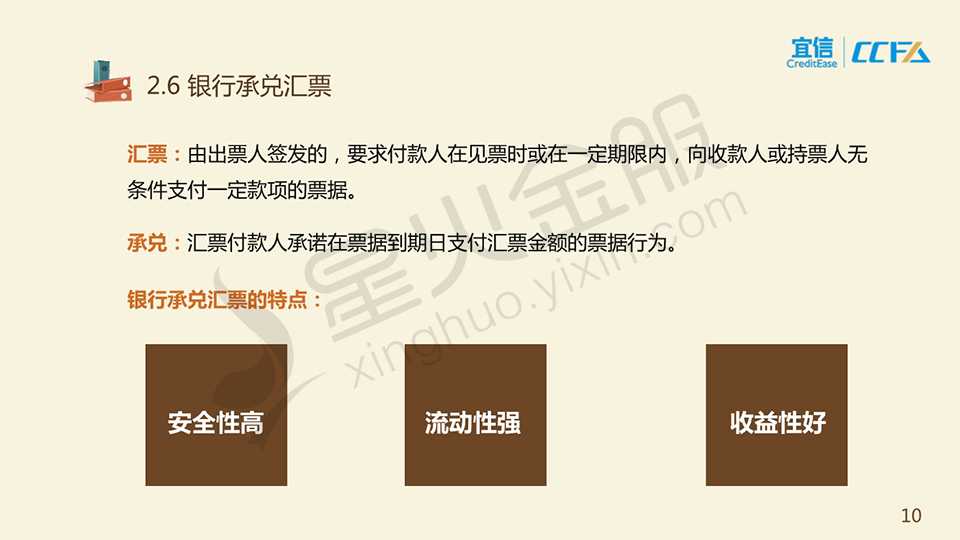 宜信
CreditEase
CCFA
2.6 银行承兑汇票
汇票：由出票人签发的，要求付款人在见票时或在一定期限内，向收款人或持票人无
条件支付一定款项的票据。
承兑：汇票付款人承诺在票据到期日支付汇票金额的票据行为。
银行承兑汇票的特点：
星火金服
xinghuo.yixin.com
安全性高
流动性强
收益性好
10